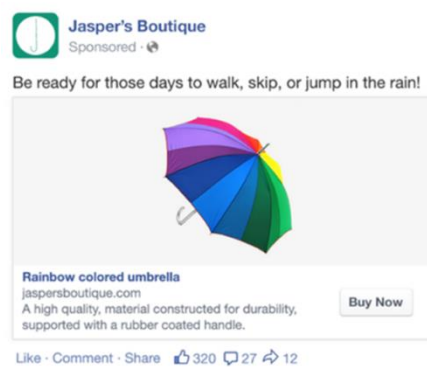 Jasper's Boutique
Sponsored ·
Be ready for those days to walk, skip, or jump in the rain!
Rainbow colored umbrella
jaspersboutique.com
A high quality, material constructed for durability,
supported with a rubber coated handle.
Buy Now
Like · Comment · Share 320 27 12